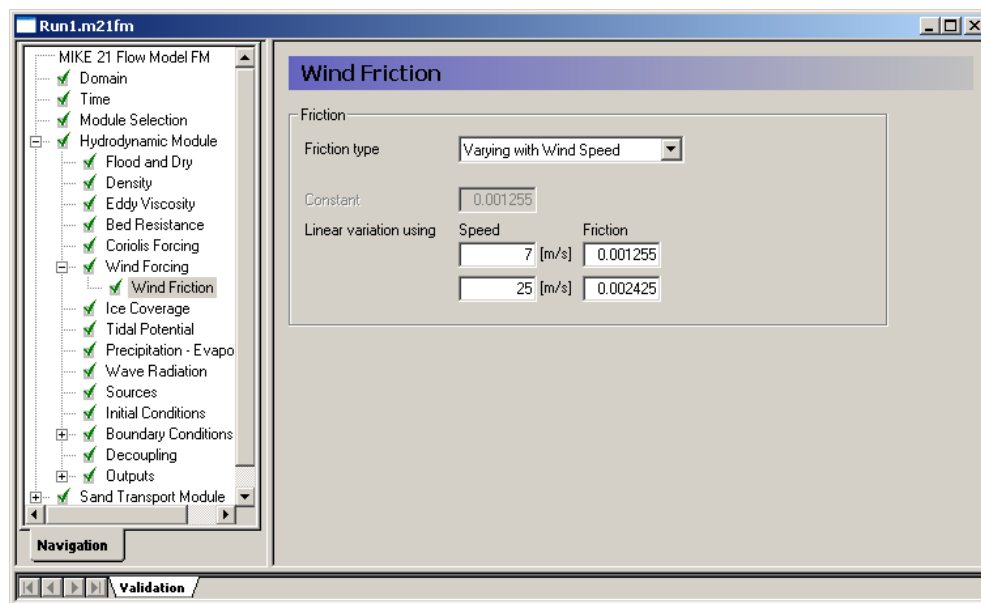 Run1.m21fm
MIKE 21 Flow Model FM
Domain
Time
Module Selection
Hydrodynamic Module
Flood and Dry
Density
Eddy Viscosity
Bed Resistance
Coriolis Forcing
Wind Forcing
Wind Friction
Ice Coverage
Tidal Potential
Precipitation - Evapo
Wave Radiation
Sources
Initial Conditions
Boundary Conditions
Decoupling
Outputs
Sand Transport Module
Navigation
Wind Friction
Friction
Friction type Varying with Wind Speed
Constant 0.001255
Linear variation using Speed Friction
7 [m/s] 0.001255
25 [m/s] 0.002425
Validation